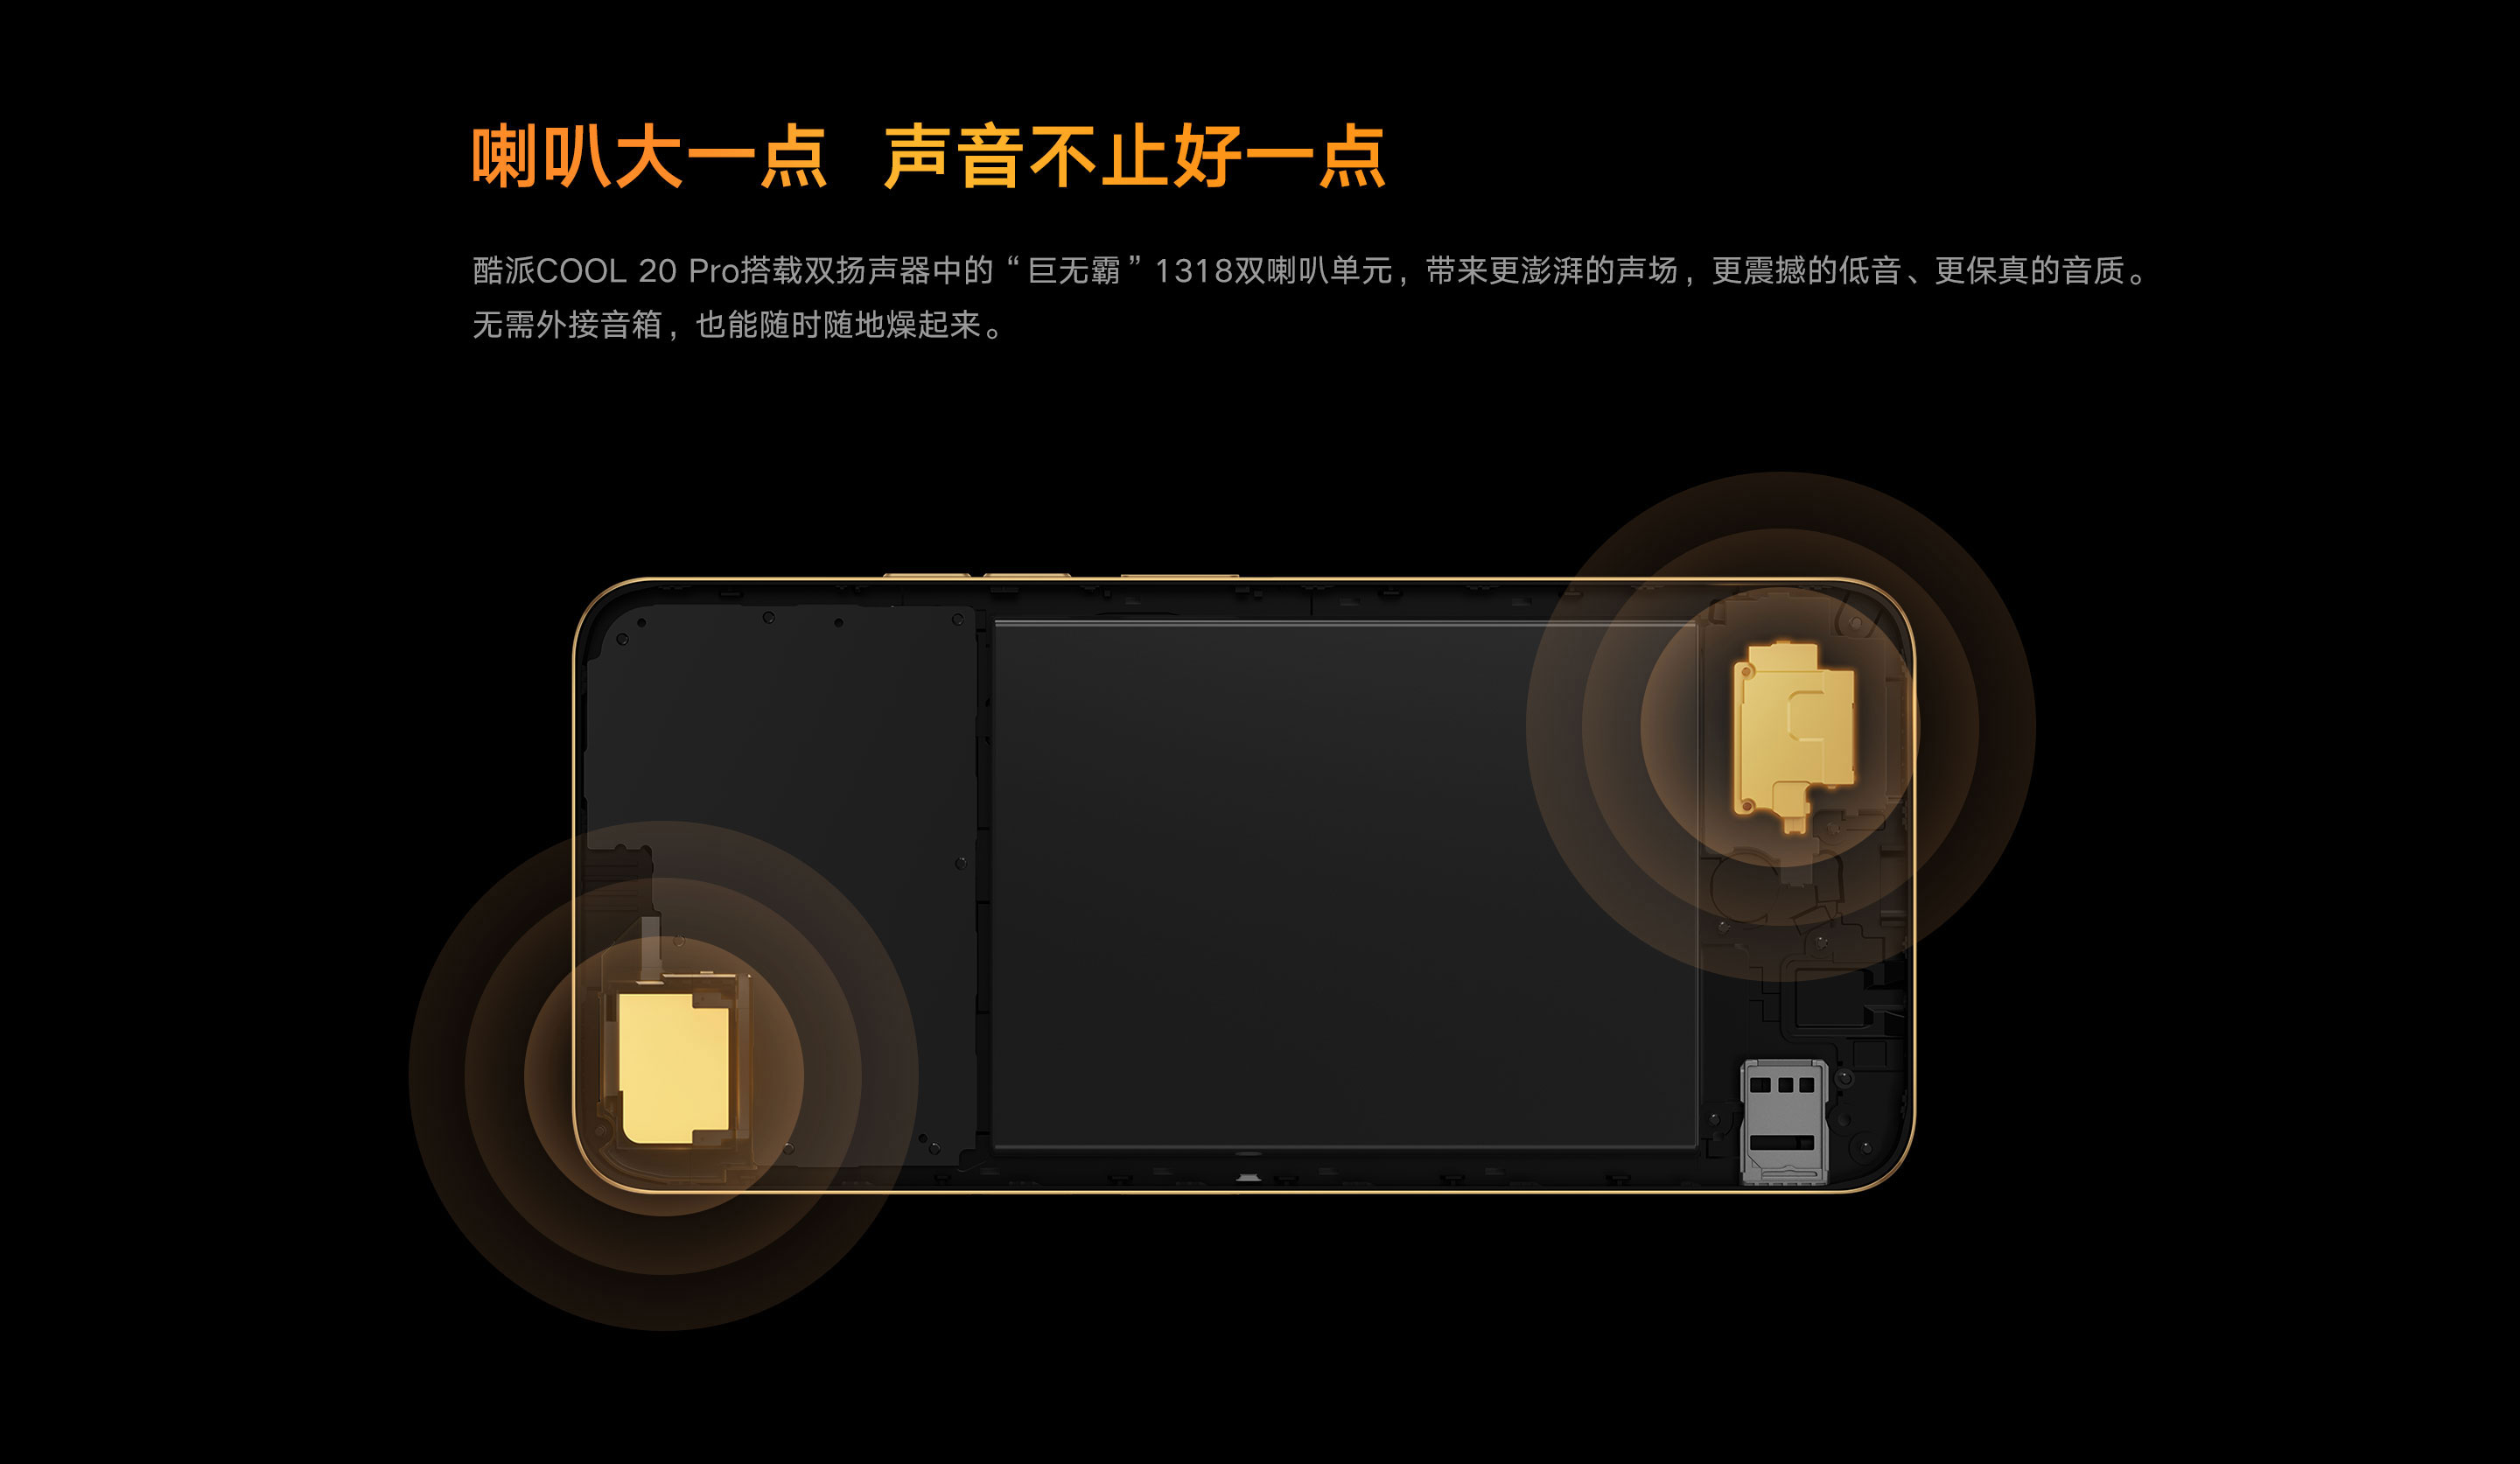 喇叭大一点 声音不止好一点
酷派COOL 20 Pro搭载双扬声器中的“巨无霸”1318双喇叭单元，带来更澎湃的声场，更震撼的低音、更保真的音质。
无需外接音箱，也能随时随地燥起来。